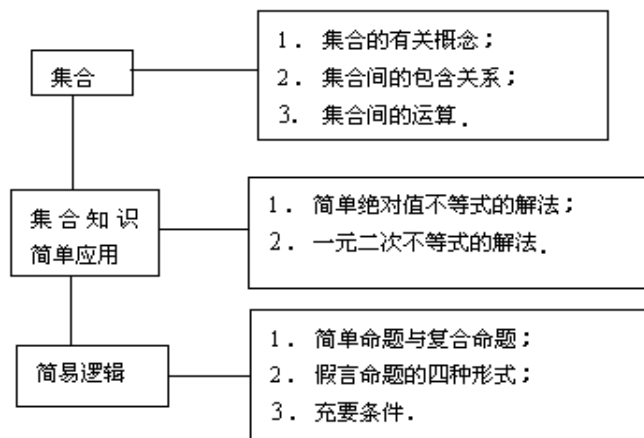 集合
1. 集合的有关概念；
2. 集合间的包含关系；
3. 集合间的运算．
集合知识
简单应用
1. 简单绝对值不等式的解法；
2. 一元二次不等式的解法．
简易逻辑
1. 简单命题与复合命题；
2. 假言命题的四种形式；
3. 充要条件．